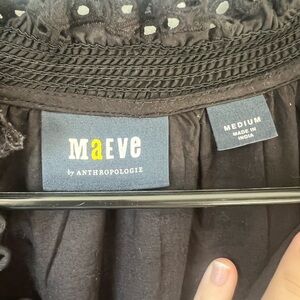 MaEVe
by ANTHROPOLOGIE
MEDIUM
MADE IN
INDIA